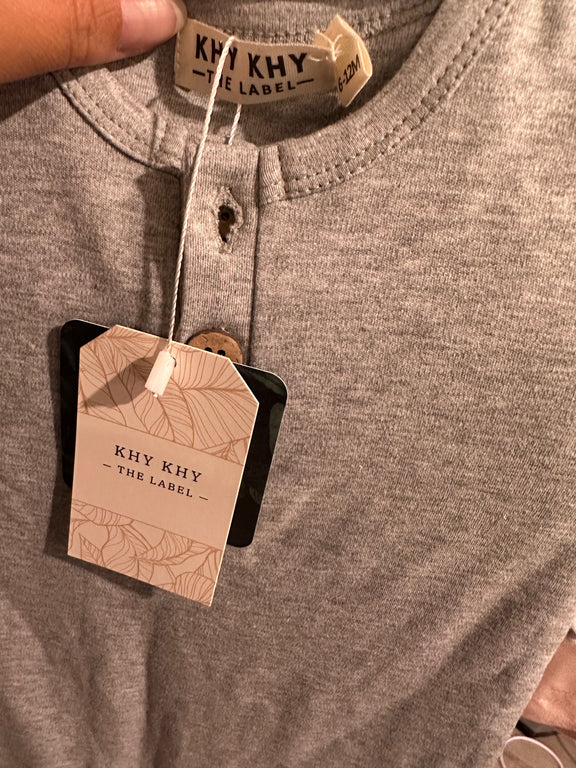 KHY KHY
—THE LABEL—
6-12M
KHY KHY
— THE LABEL —